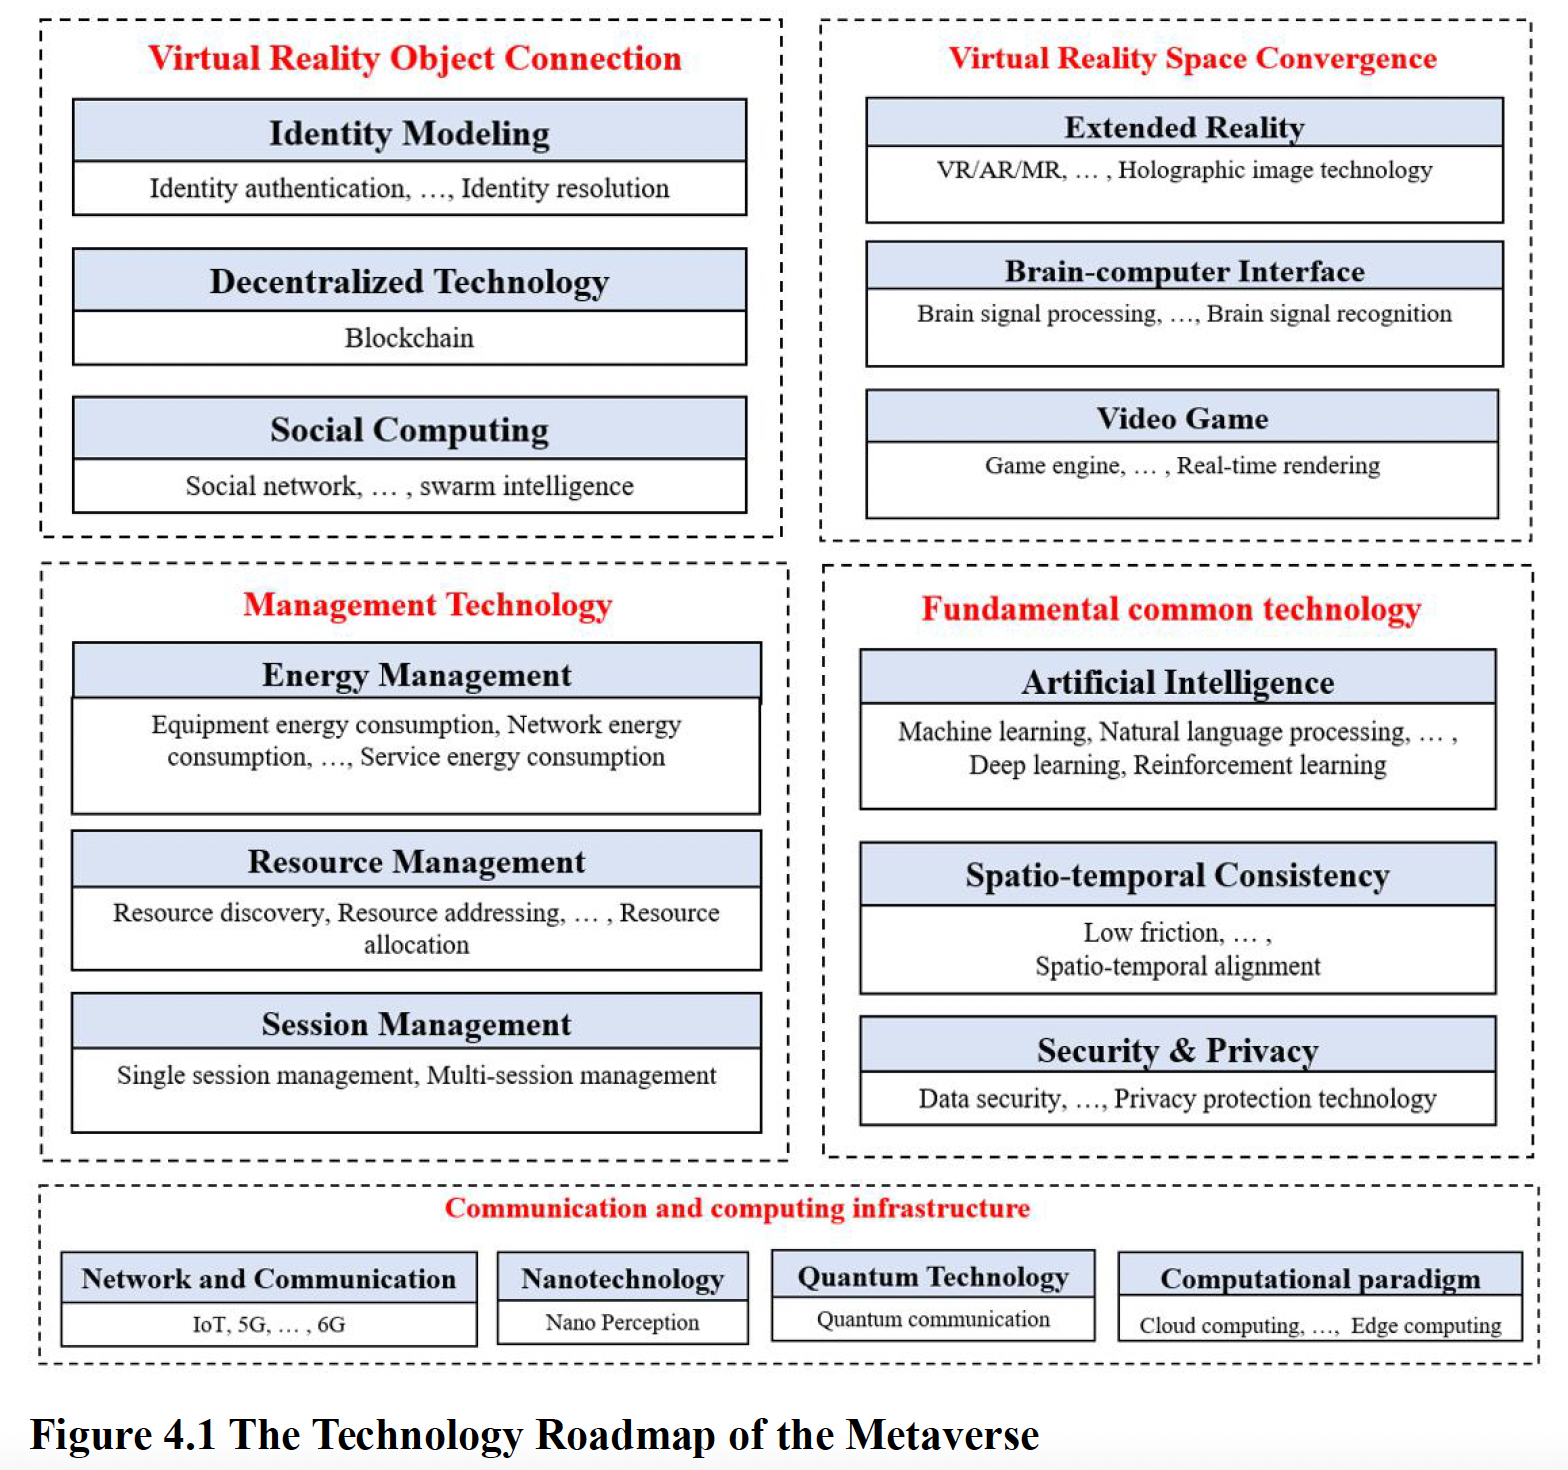 Virtual Reality Object Connection
Identity Modeling
Identity authentication, …, Identity resolution
Decentralized Technology
Blockchain
Social Computing
Social network, … , swarm intelligence
Virtual Reality Space Convergence
Extended Reality
VR/AR/MR, … , Holographic image technology
Brain-computer Interface
Brain signal processing, …, Brain signal recognition
Video Game
Game engine, … , Real-time rendering
Management Technology
Energy Management
Equipment energy consumption, Network energy
consumption, …, Service energy consumption
Resource Management
Resource discovery, Resource addressing, … , Resource
allocation
Session Management
Single session management, Multi-session management
Fundamental common technology
Artificial Intelligence
Machine learning, Natural language processing, … ,
Deep learning, Reinforcement learning
Spatio-temporal Consistency
Low friction, … ,
Spatio-temporal alignment
Security & Privacy
Data security, …, Privacy protection technology
Communication and computing infrastructure
Network and Communication
IoT, 5G, … , 6G
Nanotechnology
Nano Perception
Quantum Technology
Quantum communication
Computational paradigm
Cloud computing, …, Edge computing
Figure 4.1 The Technology Roadmap of the Metaverse